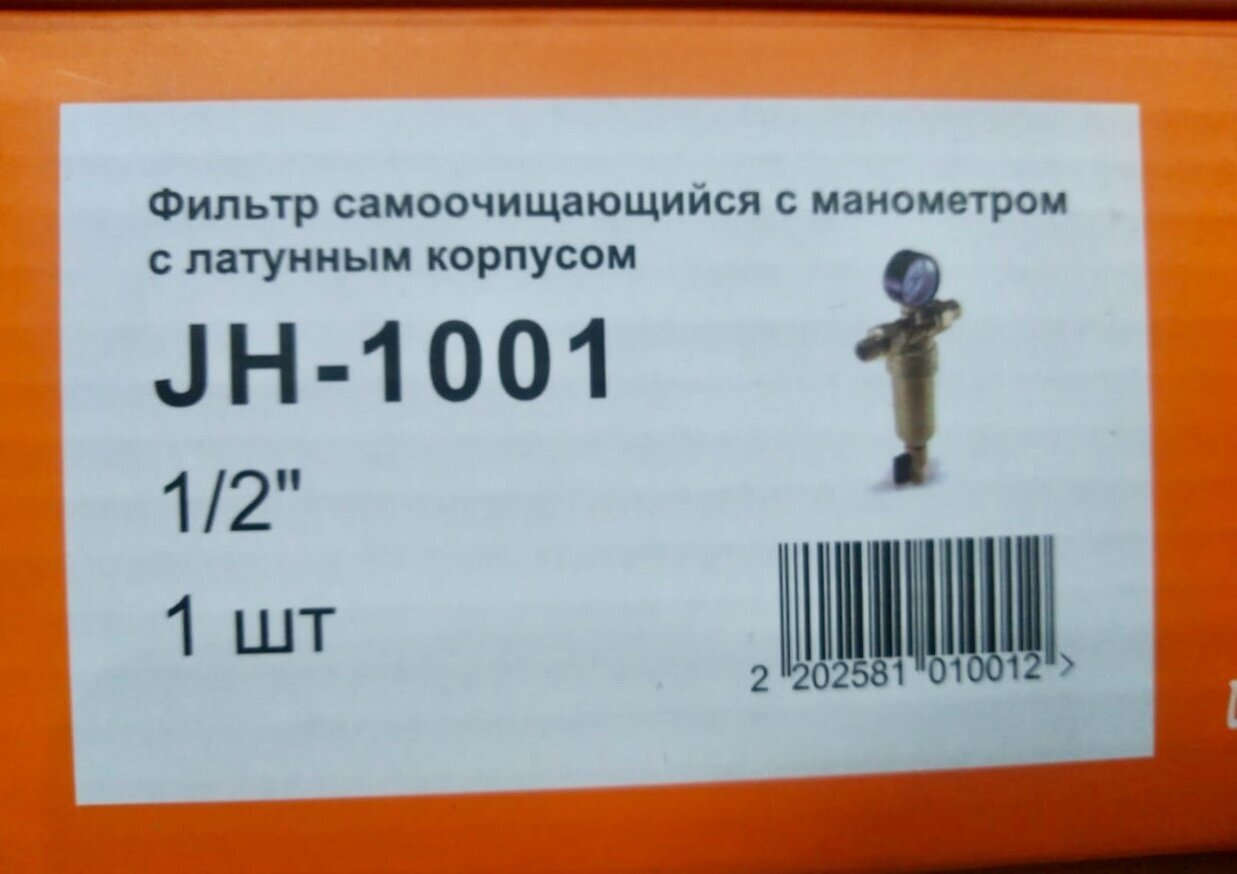 Фильтр самоочищающийся с манометром
с латунным корпусом
JH-1001
1/2"
1 шт
2 202581 010012 >